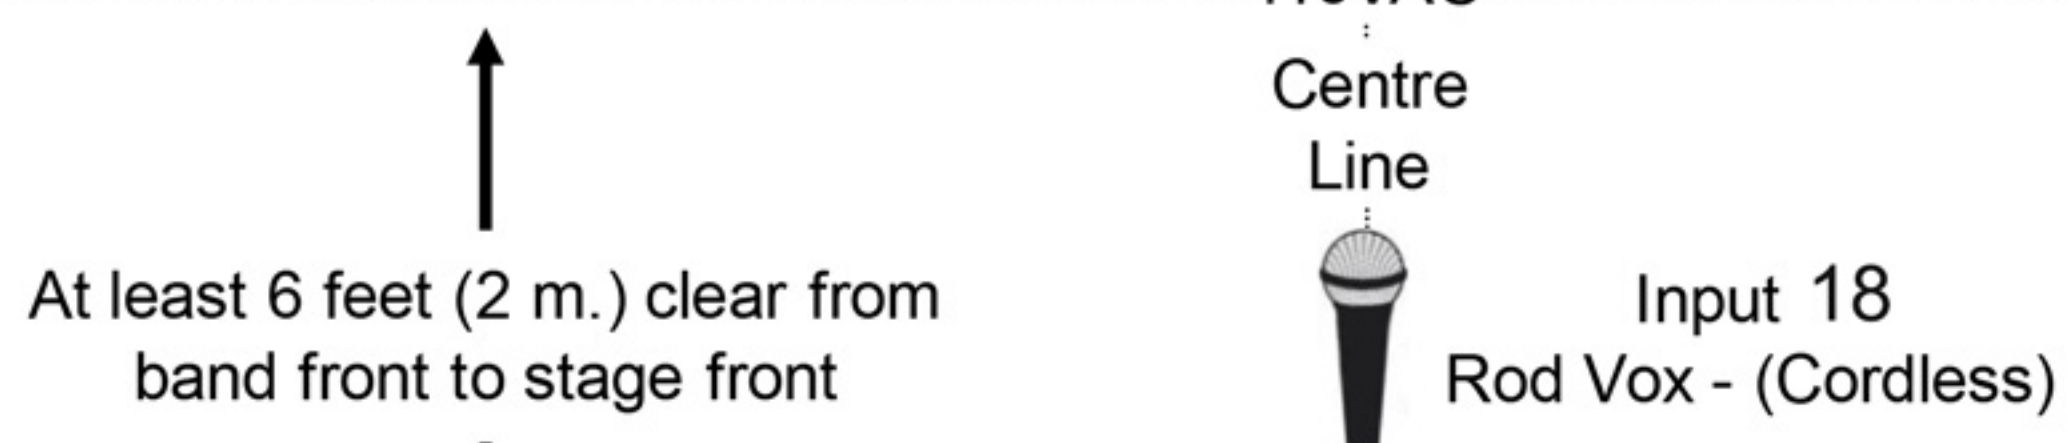 Centre
Line
At least 6 feet (2 m.) clear from
band front to stage front
Input 18
Rod Vox - (Cordless)